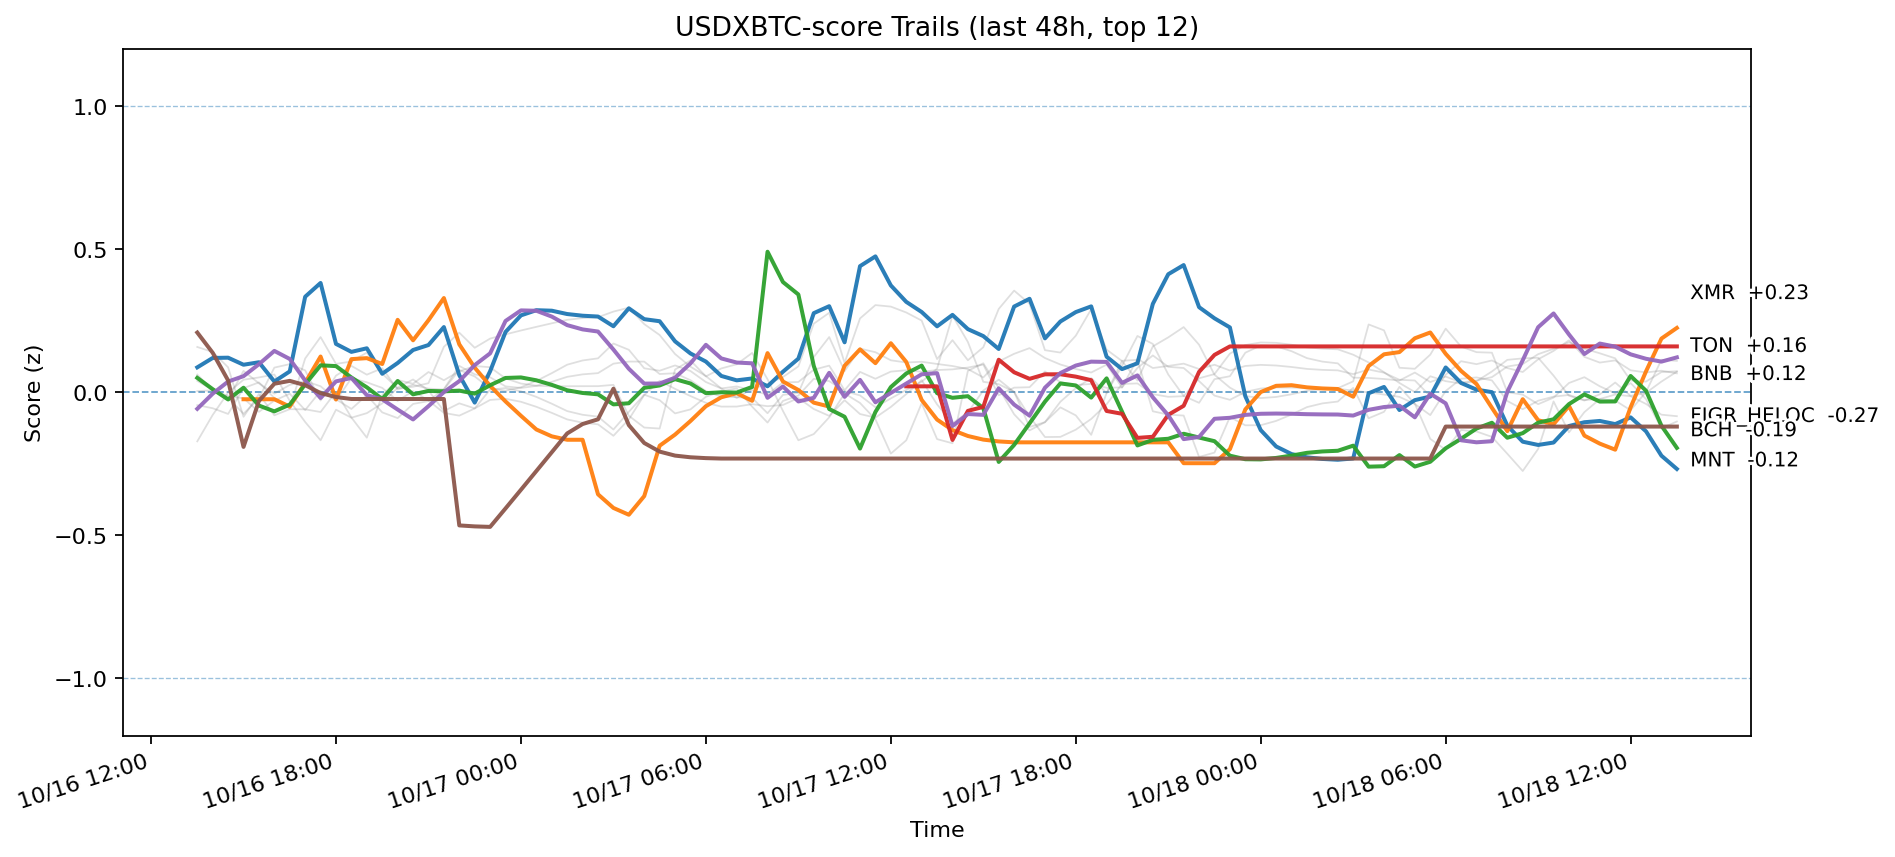 USDXBTC-score Trails (last 48h, top 12)
Score (z)
1.0
0.5
0.0
−0.5
−1.0
XMR +0.23
TON +0.16
BNB +0.12
FIGR_HELOC -0.27
BCH -0.19
MNT -0.12
10/16 12:00
10/16 18:00
10/17 00:00
10/17 06:00
10/17 12:00
10/17 18:00
10/18 00:00
10/18 06:00
10/18 12:00
Time